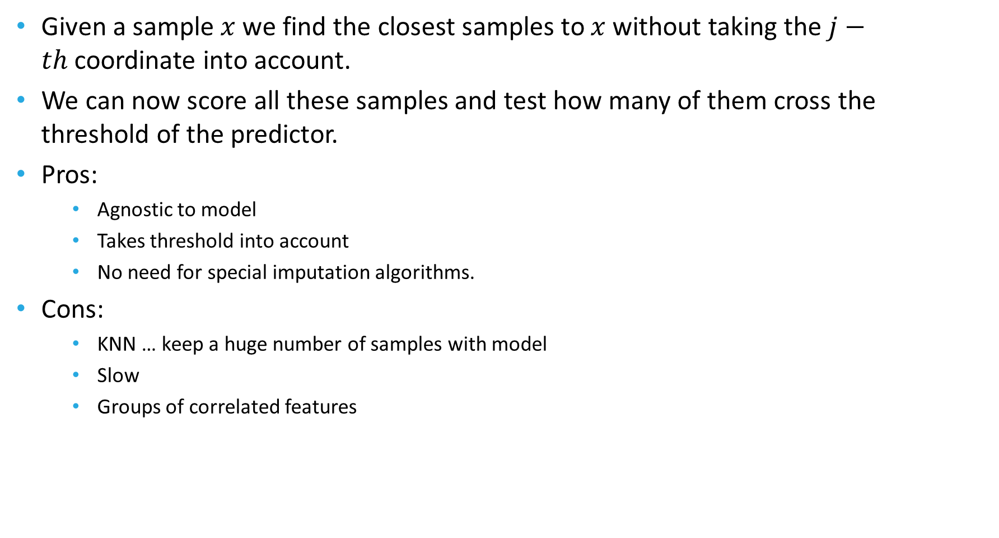 • Given a sample x we find the closest samples to x without taking the j −
th coordinate into account.
• We can now score all these samples and test how many of them cross the
threshold of the predictor.
• Pros:
• Agnostic to model
• Takes threshold into account
• No need for special imputation algorithms.
• Cons:
• KNN … keep a huge number of samples with model
• Slow
• Groups of correlated features